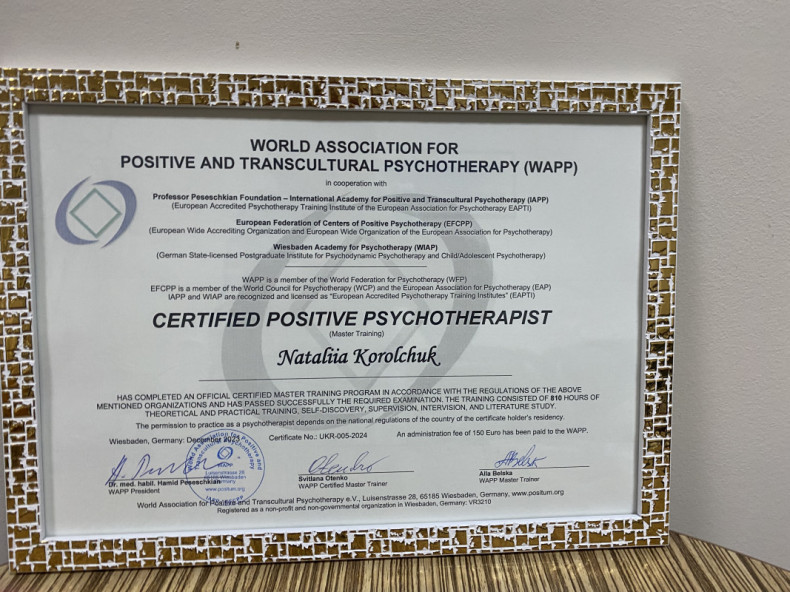 WORLD ASSOCIATION FOR
POSITIVE AND TRANSCULTURAL PSYCHOTHERAPY (WAPP)
in cooperation with
Professor Peseschkian Foundation – International Academy for Positive and Transcultural Psychotherapy (IAPP)
(European Accredited Psychotherapy Training Institute of the European Association for Psychotherapy EAPTI)
European Federation of Centers of Positive Psychotherapy (EFCPP)
(European Wide Accrediting Organization and European Wide Organization of the European Association for Psychotherapy)
Wiesbaden Academy for Psychotherapy (WIAP)
(German State-licensed Postgraduate Institute for Psychodynamic Psychotherapy and Child/Adolescent Psychotherapy)
WAPP is a member of the World Federation for Psychotherapy (WFP)
EFCPP is a member of the World Council for Psychotherapy (WCP) and the European Association for Psychotherapy (EAP)
IAPP and WIAP are recognized and licensed as "European Accredited Psychotherapy Training Institutes" (EAPTI)
CERTIFIED POSITIVE PSYCHOTHERAPIST
(Master Training)
Nataliia Korolchuk
HAS COMPLETED AN OFFICIAL CERTIFIED MASTER TRAINING PROGRAM IN ACCORDANCE WITH THE REGULATIONS OF THE ABOVE
MENTIONED ORGANIZATIONS AND HAS PASSED SUCCESSFULLY THE REQUIRED EXAMINATION. THE TRAINING CONSISTED OF 810 HOURS OF
THEORETICAL AND PRACTICAL TRAINING, SELF-DISCOVERY, SUPERVISION, INTERVISION, AND LITERATURE STUDY.
The permission to practice as a psychotherapist depends on the national regulations of the country of the certificate holder's residency.
Wiesbaden, Germany: December 2023 Certificate No.: UKR-005-2024 An administration fee of 150 Euro has been paid to the WAPP.
WAPP
Luisenstrasse 28
65185 Wiesbaden
Germany
www.positum.org
Dr. med. habil. Hamid Peseschkian
WAPP President
Svitlana Otenko
WAPP Certified Master Trainer
Alla Belska
WAPP Master Trainer
World Association for Positive and Transcultural Psychotherapy e.V., Luisenstrasse 28, 65185 Wiesbaden, Germany, www.positum.org
Registered as a non-profit and non-governmental organization in Wiesbaden, Germany: VR3210